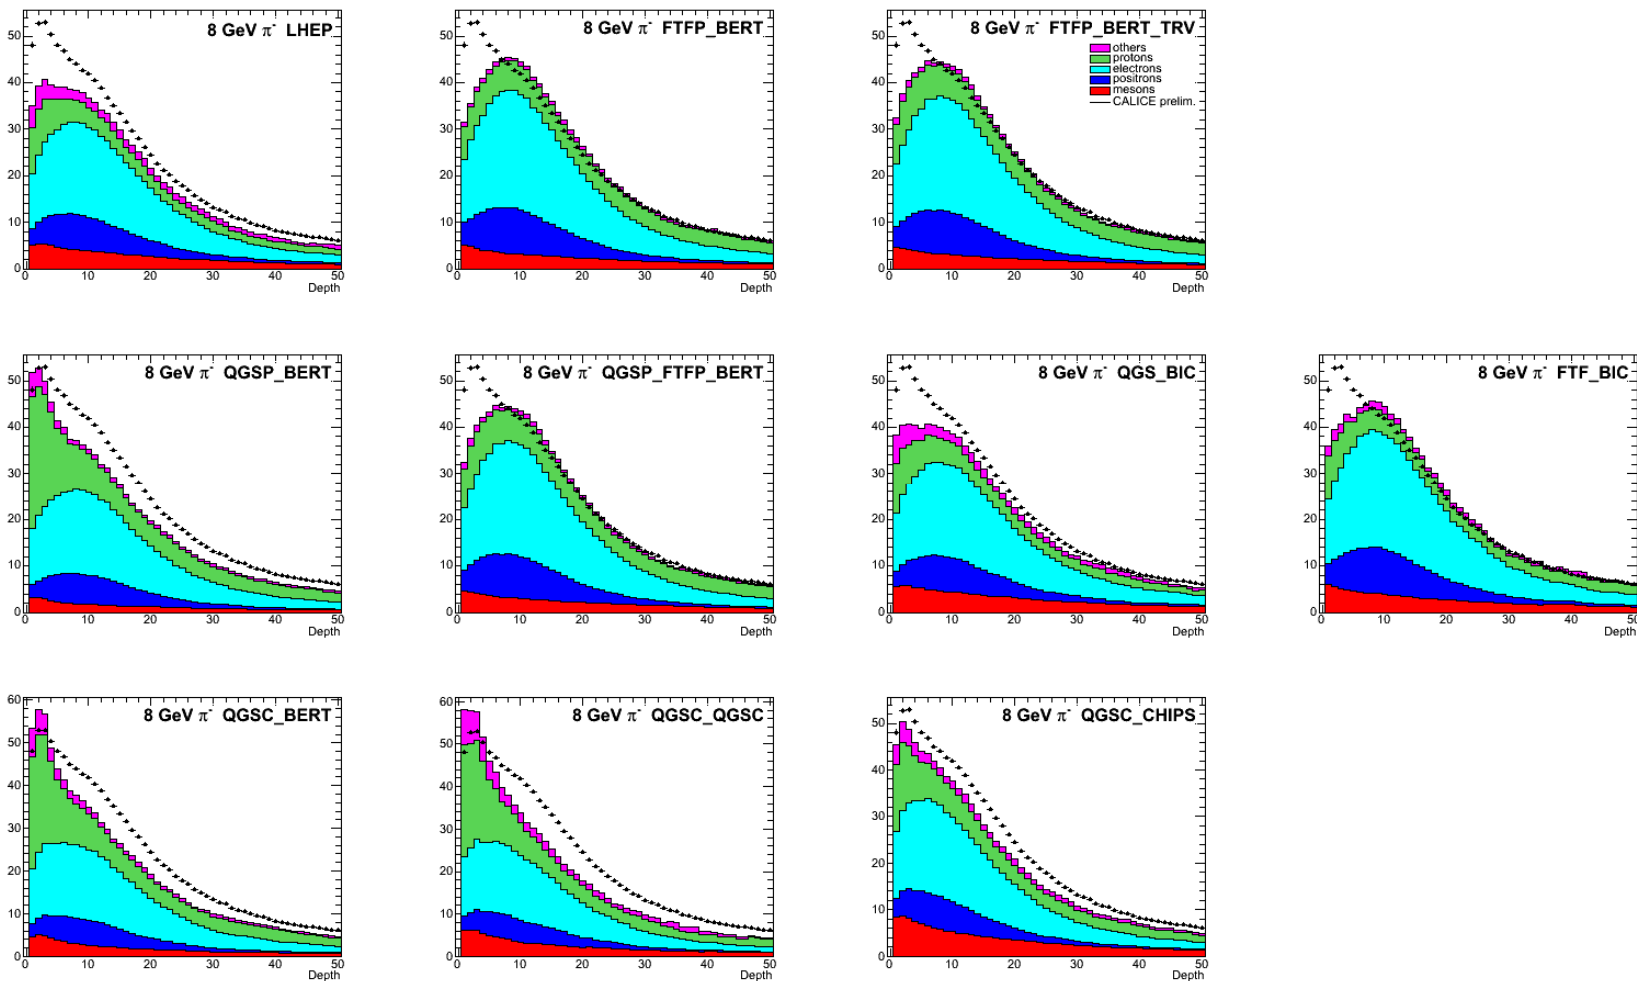 8 GeV π⁻ LHEP
50
40
30
20
10
0
0 10 20 30 40 50
Depth
8 GeV π⁻ FTFP_BERT
50
40
30
20
10
0
0 10 20 30 40 50
Depth
8 GeV π⁻ FTFP_BERT_TRV
others
protons
electrons
positrons
mesons
CALICE prelim.
50
40
30
20
10
0
0 10 20 30 40 50
Depth
8 GeV π⁻ QGSP_BERT
50
40
30
20
10
0
0 10 20 30 40 50
Depth
8 GeV π⁻ QGSP_FTFP_BERT
50
40
30
20
10
0
0 10 20 30 40 50
Depth
8 GeV π⁻ QGS_BIC
50
40
30
20
10
0
0 10 20 30 40 50
Depth
8 GeV π⁻ FTF_BIC
50
40
30
20
10
0
0 10 20 30 40 50
Depth
8 GeV π⁻ QGSC_BERT
60
50
40
30
20
10
0
0 10 20 30 40 50
Depth
8 GeV π⁻ QGSC_QGSC
60
50
40
30
20
10
0
0 10 20 30 40 50
Depth
8 GeV π⁻ QGSC_CHIPS
50
40
30
20
10
0
0 10 20 30 40 50
Depth